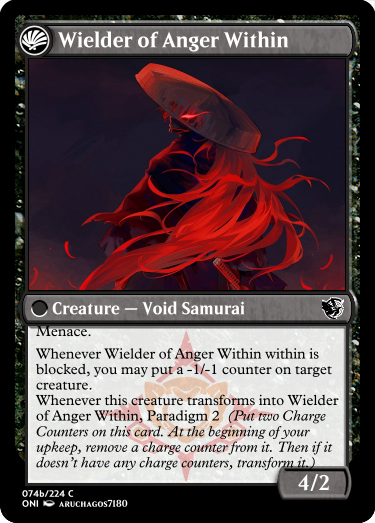 Wielder of Anger Within
Creature — Void Samurai
Menace.
Whenever Wielder of Anger Within within is
blocked, you may put a -1/-1 counter on target
creature.
Whenever this creature transforms into Wielder
of Anger Within, Paradigm 2 (Put two Charge
Counters on this card. At the beginning of your
upkeep, remove a charge counter from it. Then if it
doesn't have any charge counters, transform it.)
4/2
074b/224 C
ONI ARUCHAGOS7180